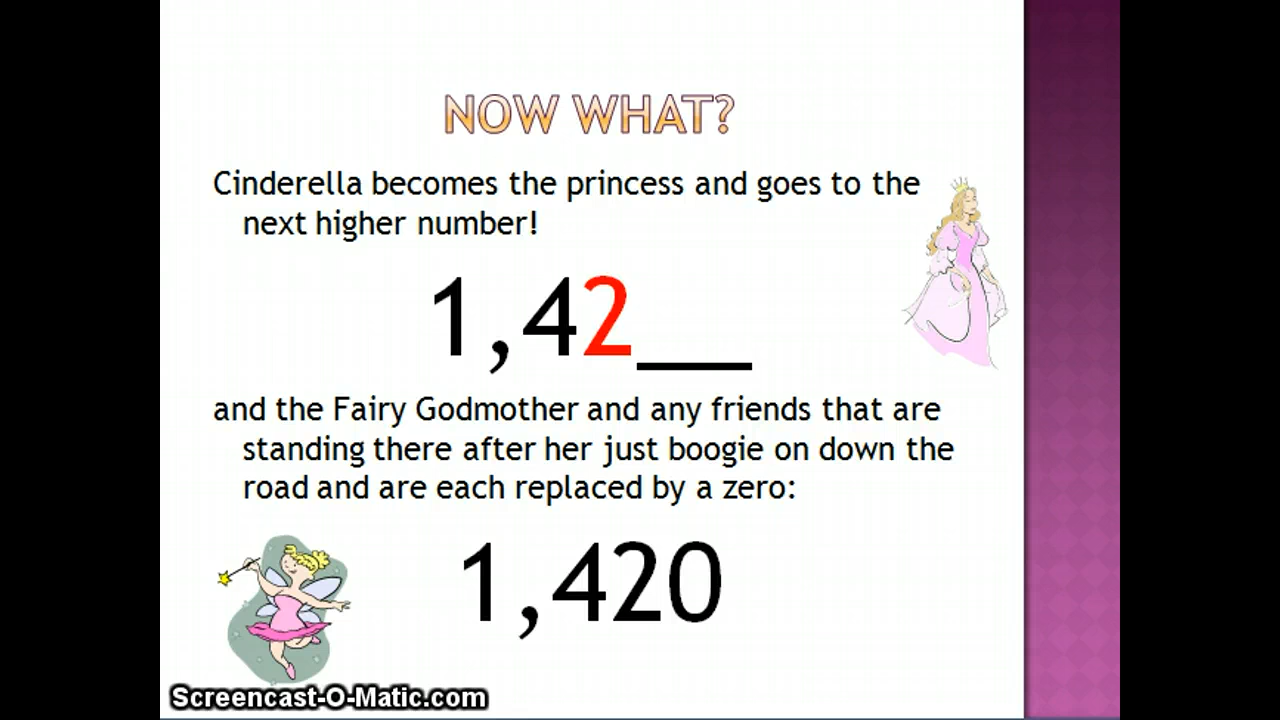 NOW WHAT?
Cinderella becomes the princess and goes to the
next higher number!
1,42__
and the Fairy Godmother and any friends that are
standing there after her just boogie on down the
road and are each replaced by a zero:
1,420
Screencast-O-Matic.com